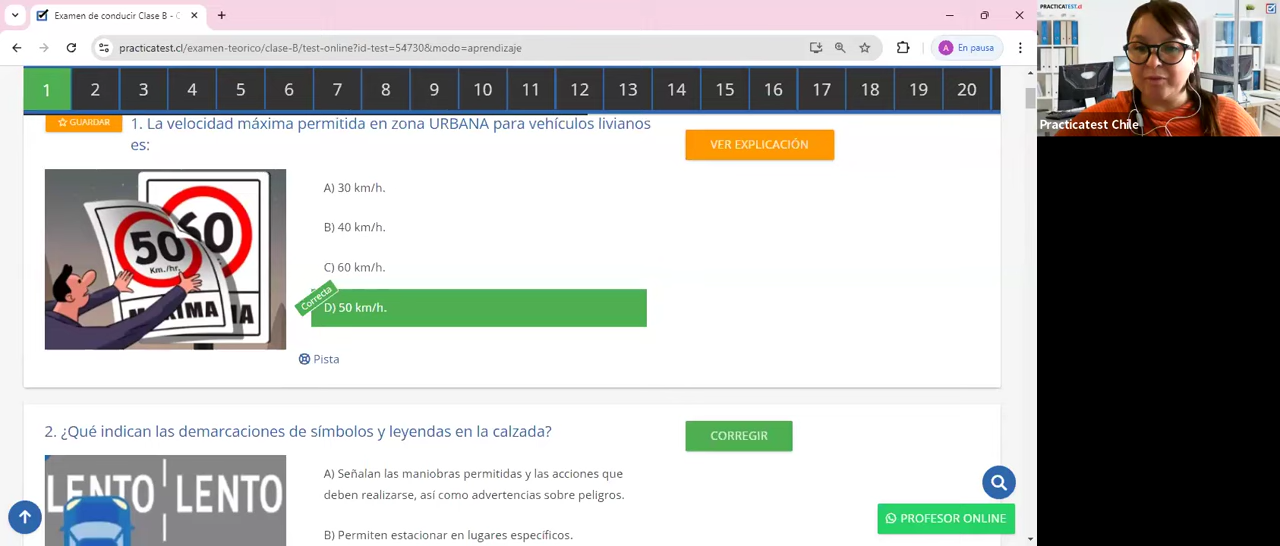 Examen de conducir Clase B - C
practicatest.cl/examen-teorico/clase-B/test-online?id-test=54730&modo=aprendizaje
A En pausa
1 2 3 4 5 6 7 8 9 10 11 12 13 14 15 16 17 18 19 20
GUARDAR
1. La velocidad máxima permitida en zona URBANA para vehículos livianos
es:
VER EXPLICACIÓN
50
Km./hr.
60
MÁXIMA
A) 30 km/h.
B) 40 km/h.
C) 60 km/h.
Correcta
D) 50 km/h.
Pista
2. ¿Qué indican las demarcaciones de símbolos y leyendas en la calzada?
CORREGIR
LENTO LENTO
A) Señalan las maniobras permitidas y las acciones que
deben realizarse, así como advertencias sobre peligros.
B) Permiten estacionar en lugares específicos.
PROFESOR ONLINE
PRACTICATEST.CL
Practicatest Chile